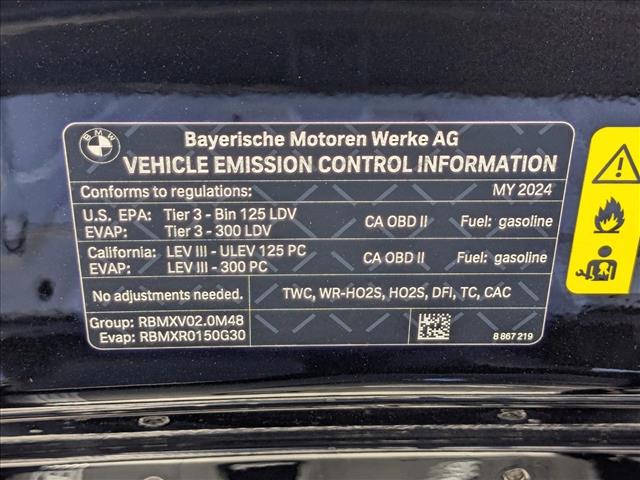 BMW
Bayerische Motoren Werke AG
VEHICLE EMISSION CONTROL INFORMATION
Conforms to regulations: MY 2024
U.S. EPA: Tier 3 - Bin 125 LDV CA OBD II Fuel: gasoline
EVAP: Tier 3 - 300 LDV
California: LEV III - ULEV 125 PC CA OBD II Fuel: gasoline
EVAP: LEV III - 300 PC
No adjustments needed. TWC, WR-HO2S, HO2S, DFI, TC, CAC
Group: RBMXV02.0M48
Evap: RBMXR0150G30
8 867 219